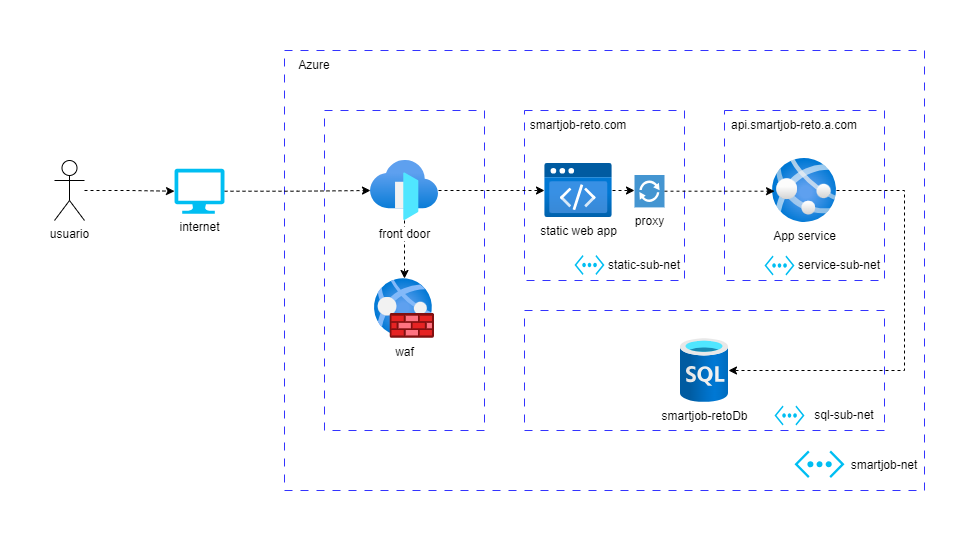 Azure
smartjob-reto.com
api.smartjob-reto.a.com
usuario
internet
front door
static web app
proxy
App service
static-sub-net
service-sub-net
waf
SQL
smartjob-retoDb
sql-sub-net
smartjob-net